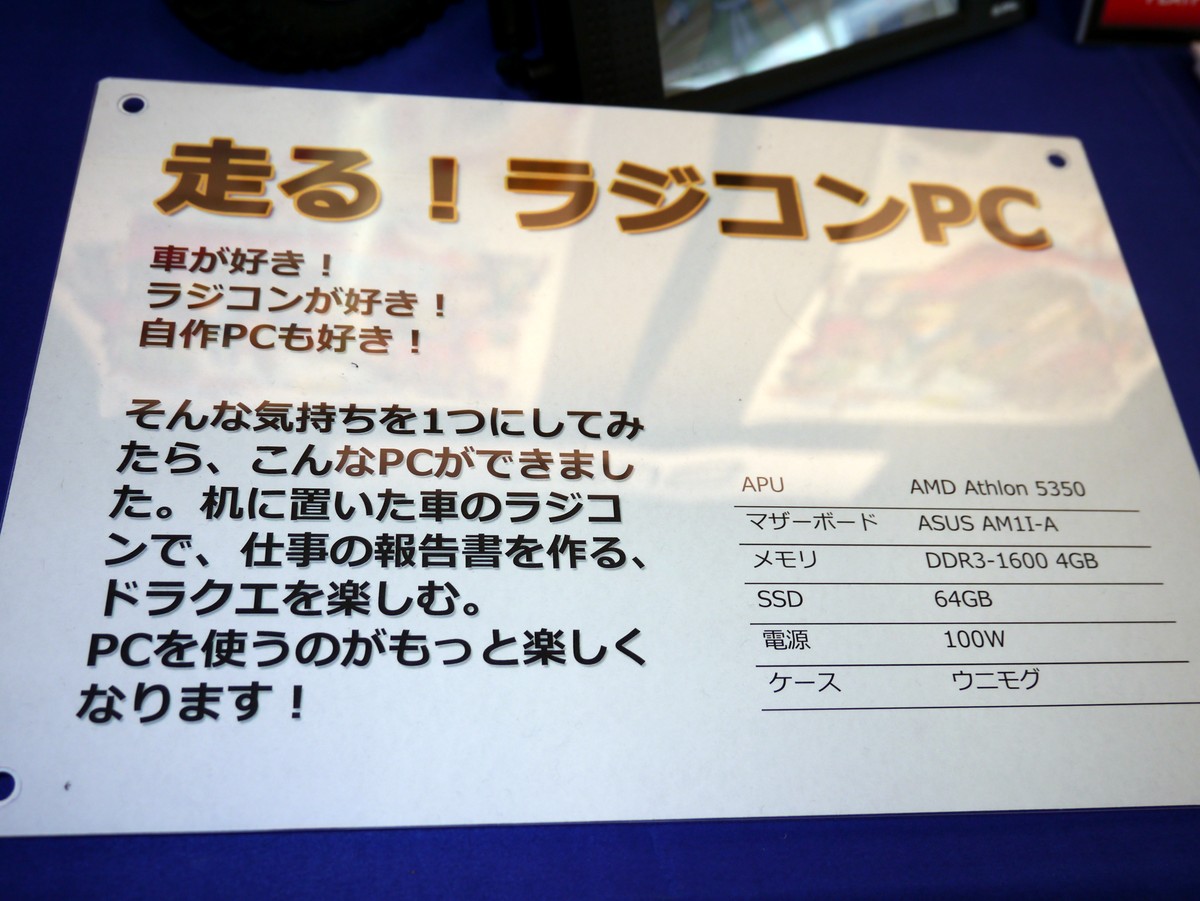 走る！ラジコンPC
車が好き！
ラジコンが好き！
自作PCも好き！
そんな気持ちを1つにしてみ
たら、こんなPCができまし
た。机に置いた車のラジコ
ンで、仕事の報告書を作る、
ドラクエを楽しむ。
PCを使うのがもっと楽しく
なります！
APU AMD Athlon 5350
マザーボード ASUS AM1I-A
メモリ DDR3-1600 4GB
SSD 64GB
電源 100W
ケース ウニモグ